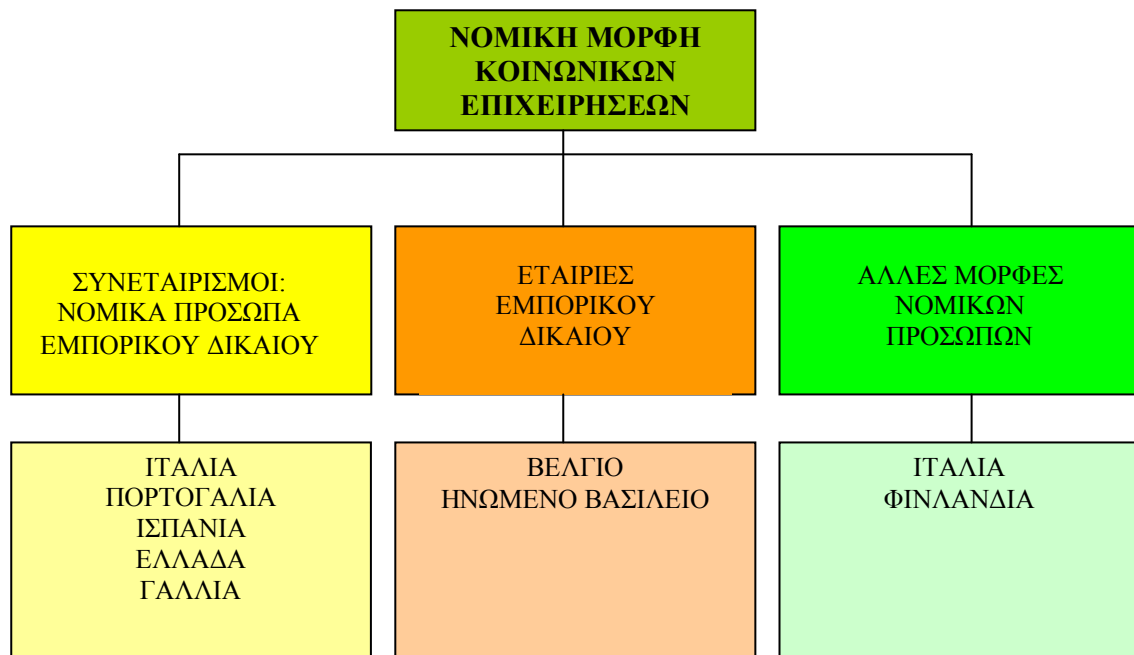 ΝΟΜΙΚΗ ΜΟΡΦΗ
ΚΟΙΝΩΝΙΚΩΝ
ΕΠΙΧΕΙΡΗΣΕΩΝ
ΣΥΝΕΤΑΙΡΙΣΜΟΙ:
ΝΟΜΙΚΑ ΠΡΟΣΩΠΑ
ΕΜΠΟΡΙΚΟΥ ΔΙΚΑΙΟΥ
ΕΤΑΙΡΙΕΣ
ΕΜΠΟΡΙΚΟΥ
ΔΙΚΑΙΟΥ
ΑΛΛΕΣ ΜΟΡΦΕΣ
ΝΟΜΙΚΩΝ
ΠΡΟΣΩΠΩΝ
ΙΤΑΛΙΑ
ΠΟΡΤΟΓΑΛΙΑ
ΙΣΠΑΝΙΑ
ΕΛΛΑΔΑ
ΓΑΛΛΙΑ
ΒΕΛΓΙΟ
ΗΝΩΜΕΝΟ ΒΑΣΙΛΕΙΟ
ΙΤΑΛΙΑ
ΦΙΝΛΑΝΔΙΑ